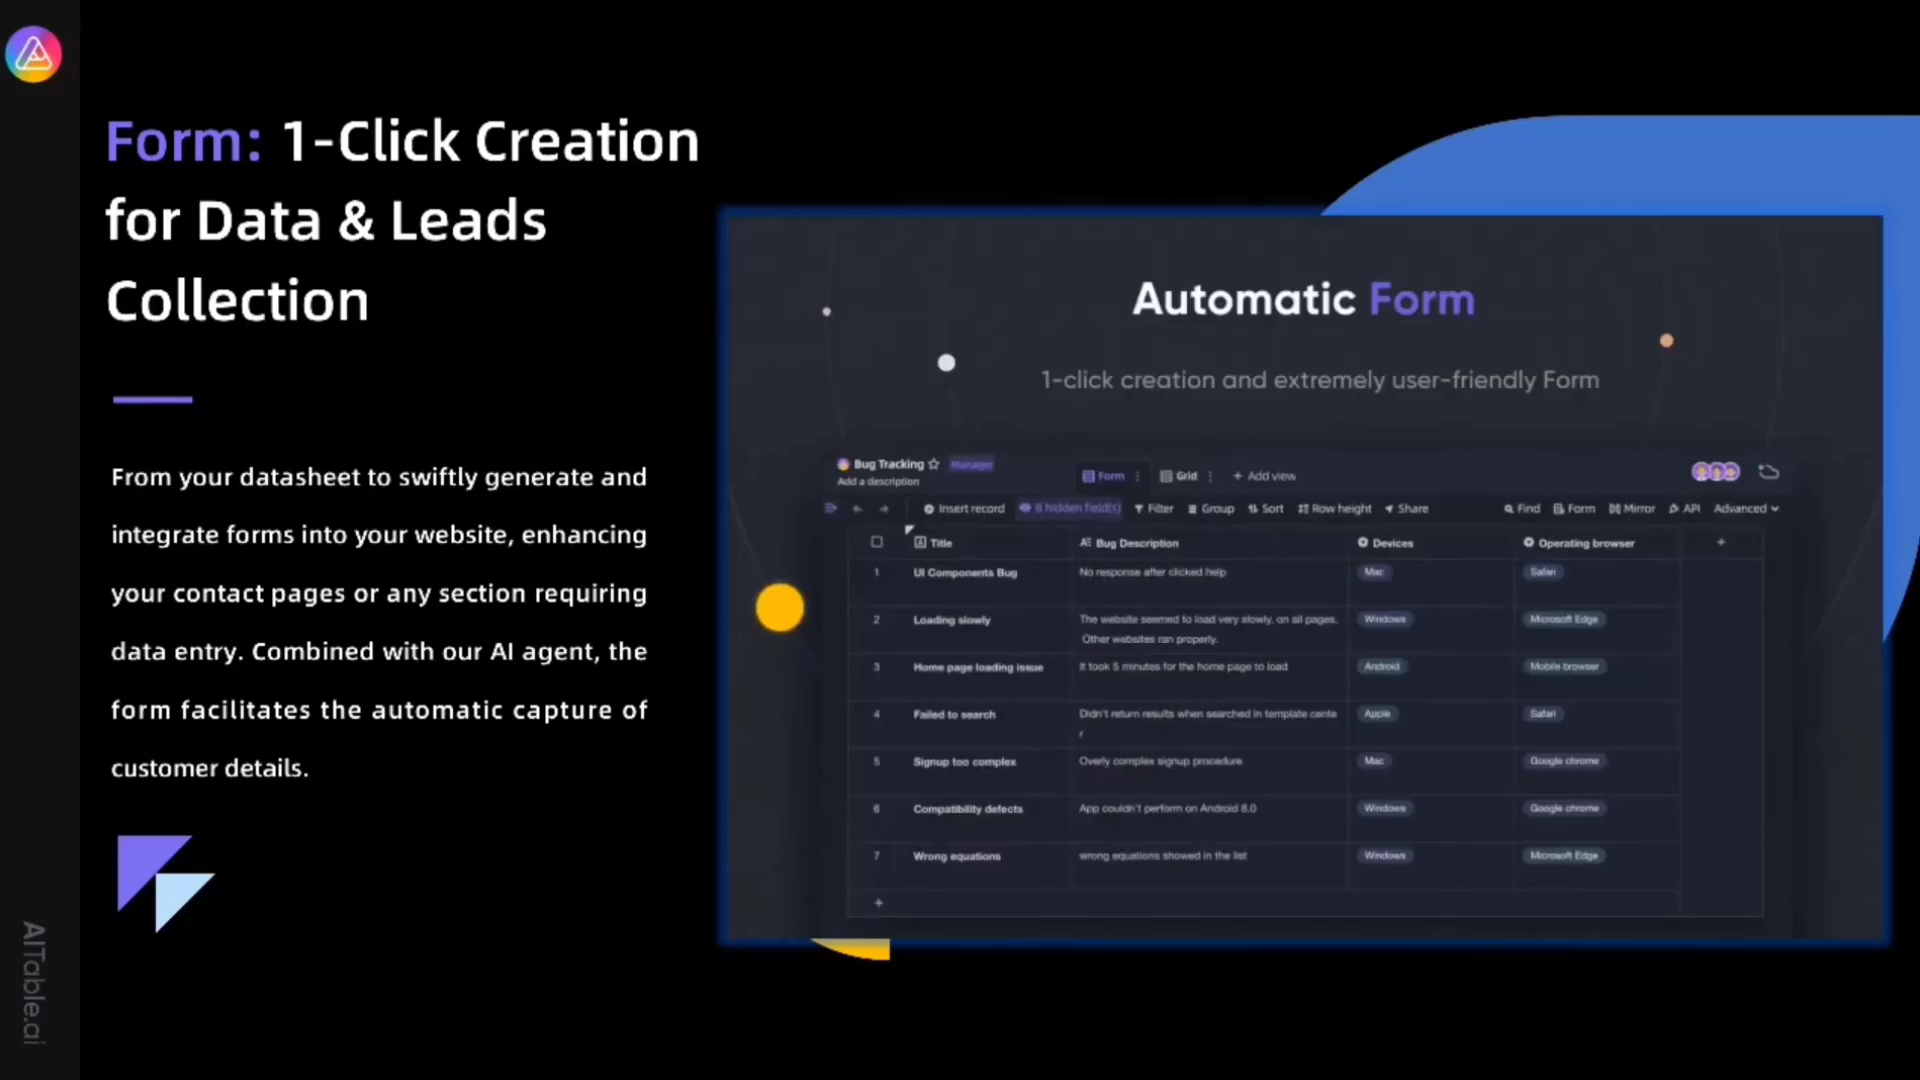 Form: 1-Click Creation
for Data & Leads
Collection
From your datasheet to swiftly generate and
integrate forms into your website, enhancing
your contact pages or any section requiring
data entry. Combined with our AI agent, the
form facilitates the automatic capture of
customer details.
AITable.ai
Automatic Form
1-click creation and extremely user-friendly Form
Bug Tracking Manager
Add a description
Form Grid + Add view
Insert record 8 hidden field(s) Filter Group Sort Row height Share Find Form Mirror API Advanced
Title Bug Description Devices Operating browser +
1 UI Components Bug No response after clicked help Mac Safari
2 Loading slowly The website seemed to load very slowly, on all pages. Windows Microsoft Edge
Other websites ran properly.
3 Home page loading issue It took 5 minutes for the home page to load Android Mobile browser
4 Failed to search Didn't return results when searched in template cente Apple Safari
r
5 Signup too complex Overly complex signup procedure Mac Google chrome
6 Compatibility defects App couldn't perform on Android 8.0 Windows Google chrome
7 Wrong equations wrong equations showed in the list Windows Microsoft Edge
+